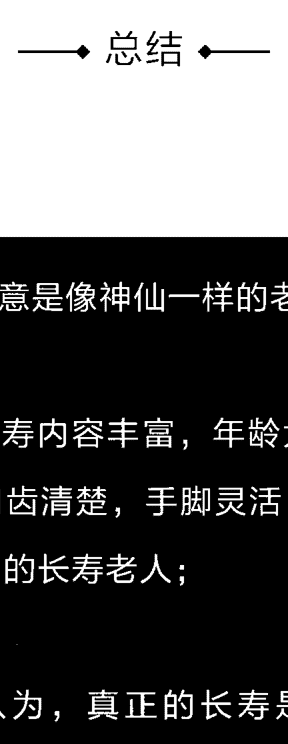 总结
意是像神仙一样的老
寿内容丰富，年龄
齿清楚，手脚灵活
的长寿老人；
为，真正的长寿是